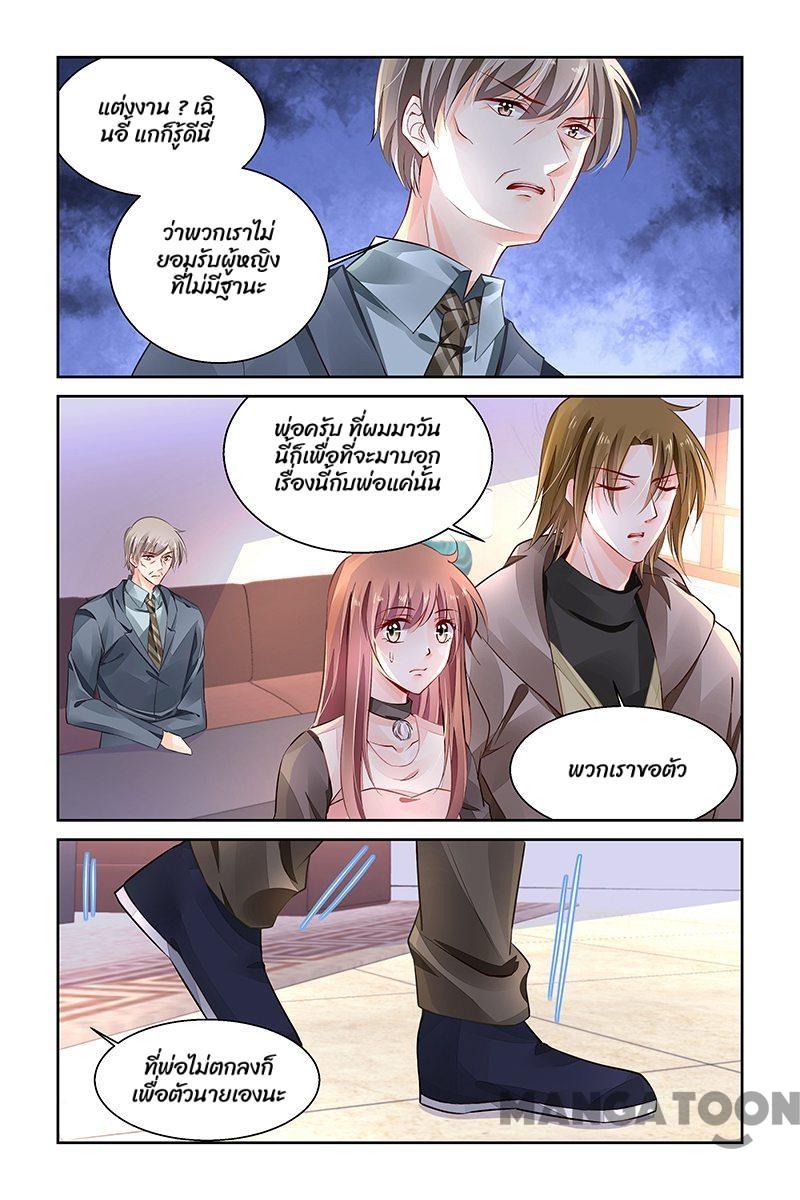 แต่งงาน ? เฉิ
นอี้ แกก็รู้ดีนี่
ว่าพวกเราไม่
ยอมรับผู้หญิง
ที่ไม่มีฐานะ
พ่อครับ ที่ผมมาวัน
นี้ก็เพื่อที่จะมาบอก
เรื่องนี้กับพ่อแค่นั้น
พวกเราขอตัว
ที่พ่อไม่ตกลงก็
เพื่อตัวนายเองนะ
MANGATOON